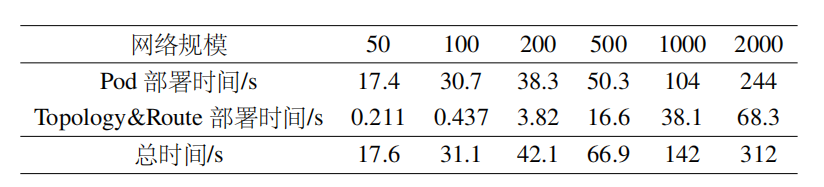 网络规模 50 100 200 500 1000 2000
Pod 部署时间/s 17.4 30.7 38.3 50.3 104 244
Topology&Route 部署时间/s 0.211 0.437 3.82 16.6 38.1 68.3
总时间/s 17.6 31.1 42.1 66.9 142 312